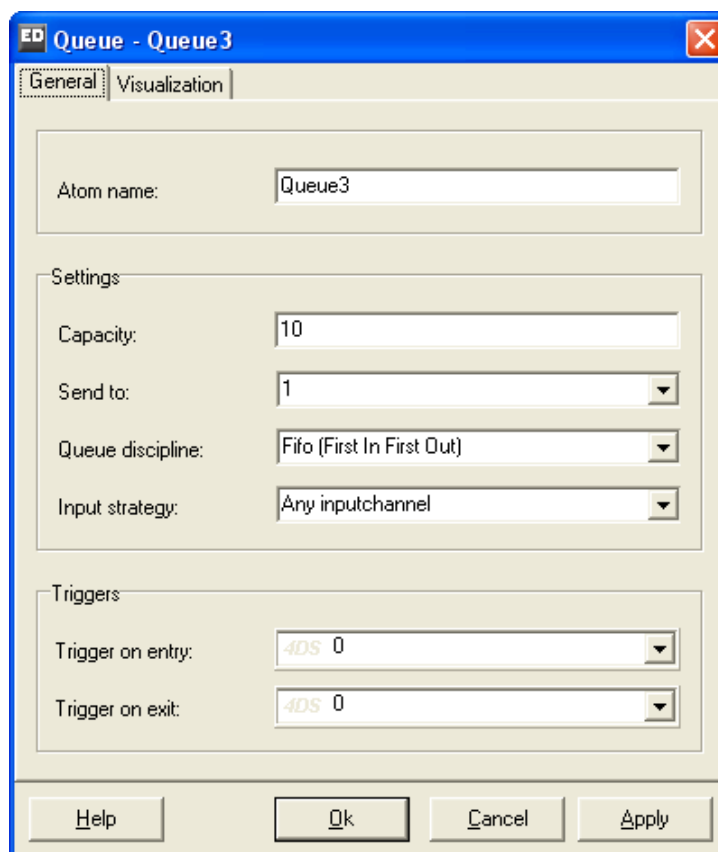 ED Queue - Queue3
General Visualization
Atom name: Queue3
Settings
Capacity: 10
Send to: 1
Queue discipline: Fifo (First In First Out)
Input strategy: Any inputchannel
Triggers
Trigger on entry: 4DS 0
Trigger on exit: 4DS 0
Help Ok Cancel Apply